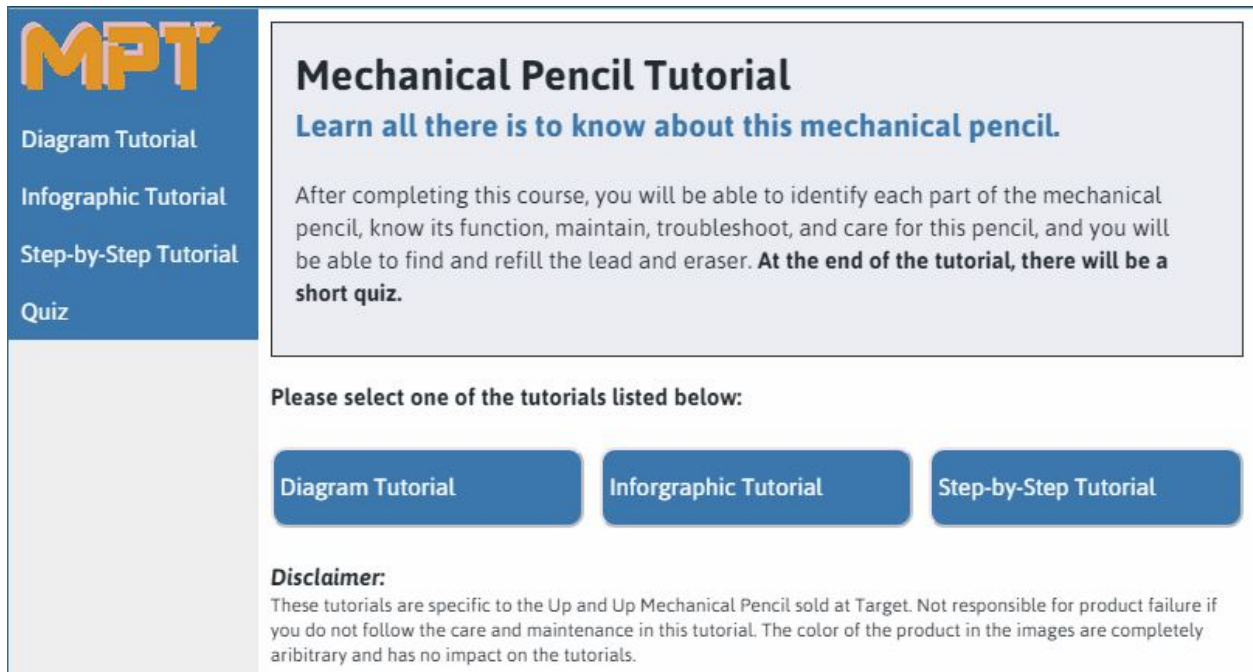 MPT
Diagram Tutorial
Infographic Tutorial
Step-by-Step Tutorial
Quiz
Mechanical Pencil Tutorial
Learn all there is to know about this mechanical pencil.
After completing this course, you will be able to identify each part of the mechanical
pencil, know its function, maintain, troubleshoot, and care for this pencil, and you will
be able to find and refill the lead and eraser. At the end of the tutorial, there will be a
short quiz.
Please select one of the tutorials listed below:
Diagram Tutorial
Inforgraphic Tutorial
Step-by-Step Tutorial
Disclaimer:
These tutorials are specific to the Up and Up Mechanical Pencil sold at Target. Not responsible for product failure if
you do not follow the care and maintenance in this tutorial. The color of the product in the images are completely
aribitrary and has no impact on the tutorials.